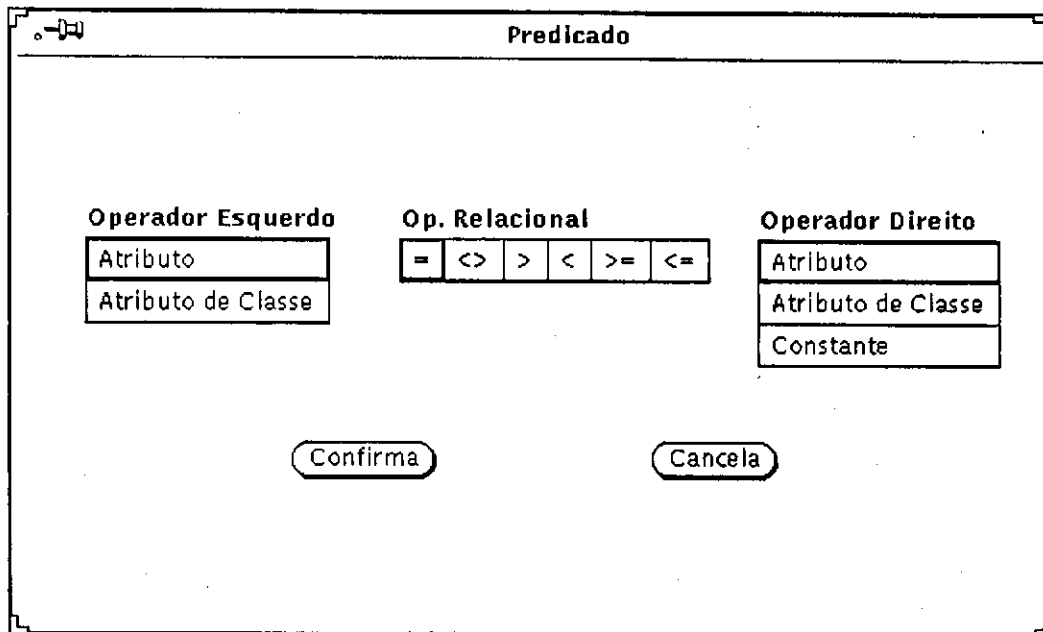 Predicado
Operador Esquerdo
Atributo
Atributo de Classe
Op. Relacional
= <> > < >= <=
Operador Direito
Atributo
Atributo de Classe
Constante
Confirma
Cancela